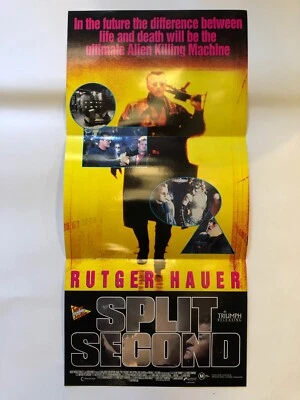 In the future the difference between
life and death will be the
ultimate Alien Killing Machine
RUTGER HAUER
SPLIT
SECOND
A TRIUMPH
RELEASING
M